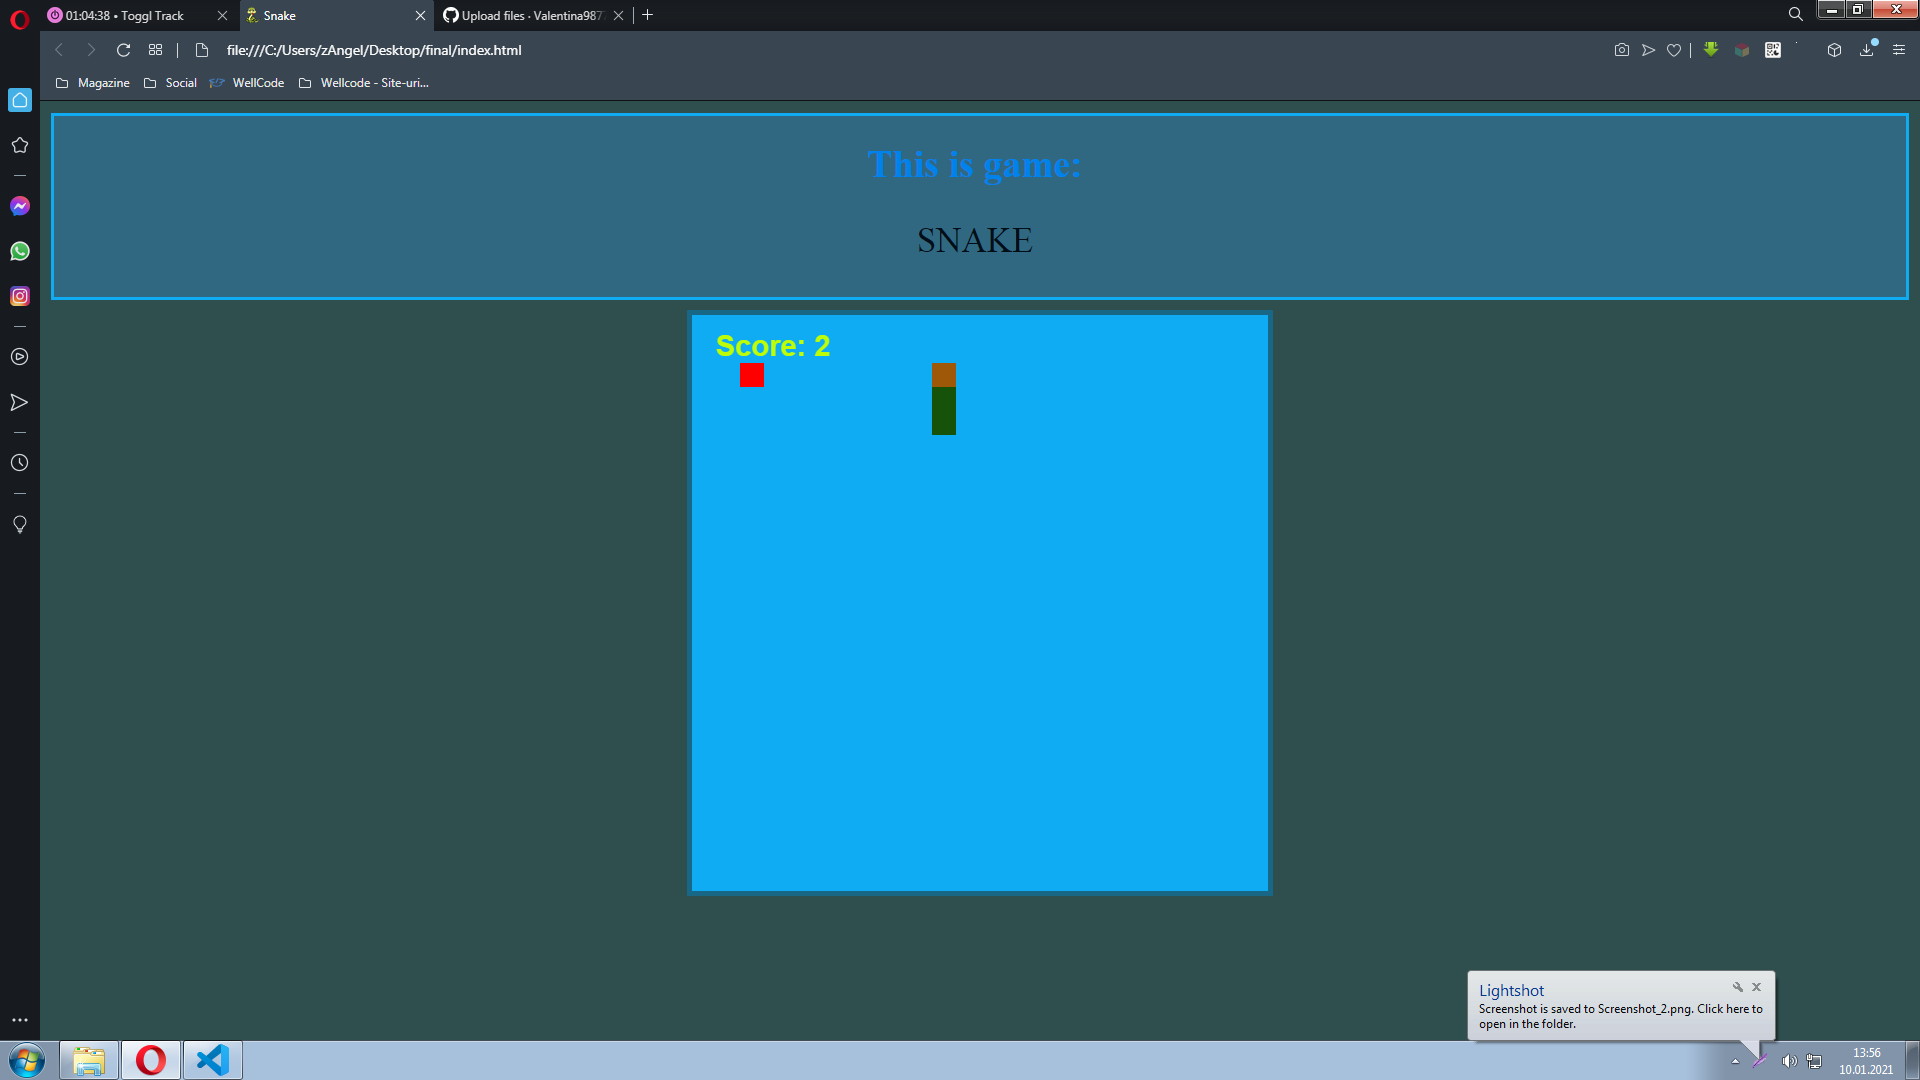 01:04:38 • Toggl Track
Snake
Upload files · Valentina987
file:///C:/Users/zAngel/Desktop/final/index.html
Magazine
Social
WellCode
Wellcode - Site-uri...
This is game:
SNAKE
Score: 2
Lightshot
Screenshot is saved to Screenshot_2.png. Click here to
open in the folder.
13:56
10.01.2021